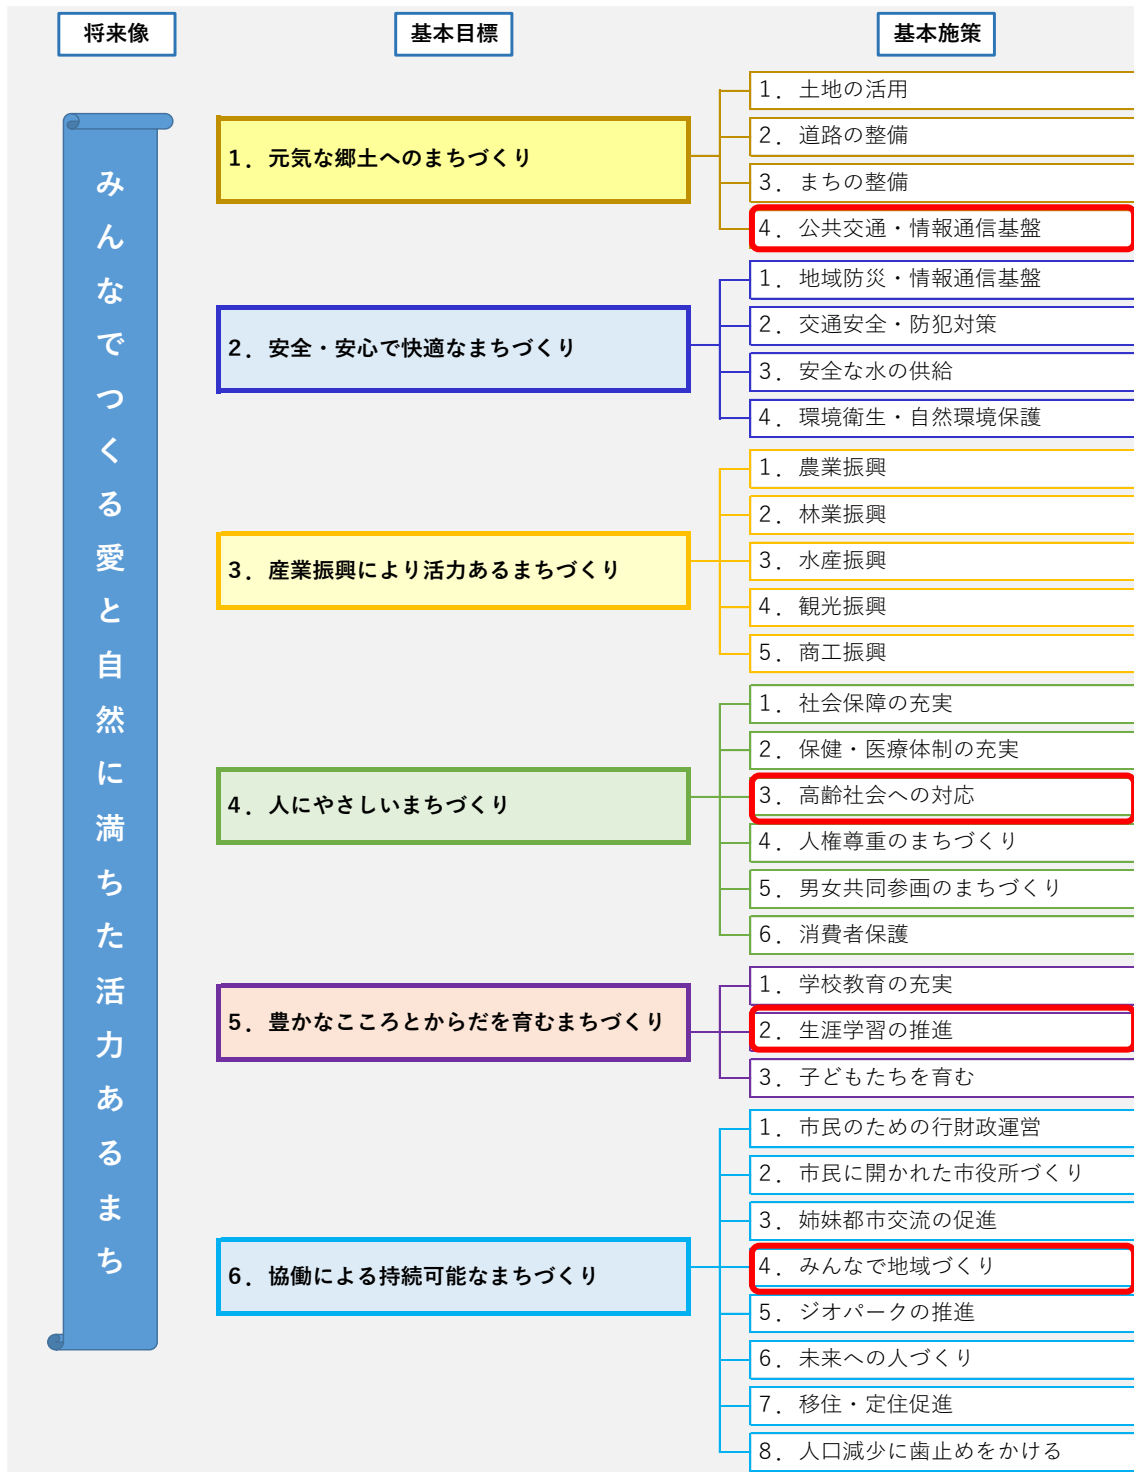 将来像
基本目標
基本施策
みんなでつくる愛と自然に満ちた活力あるまち
1．元気な郷土へのまちづくり
1．土地の活用
2．道路の整備
3．まちの整備
4．公共交通・情報通信基盤
2．安全・安心で快適なまちづくり
1．地域防災・情報通信基盤
2．交通安全・防犯対策
3．安全な水の供給
4．環境衛生・自然環境保護
3．産業振興により活力あるまちづくり
1．農業振興
2．林業振興
3．水産振興
4．観光振興
5．商工振興
4．人にやさしいまちづくり
1．社会保障の充実
2．保健・医療体制の充実
3．高齢社会への対応
4．人権尊重のまちづくり
5．男女共同参画のまちづくり
6．消費者保護
5．豊かなこころとからだを育むまちづくり
1．学校教育の充実
2．生涯学習の推進
3．子どもたちを育む
6．協働による持続可能なまちづくり
1．市民のための行財政運営
2．市民に開かれた市役所づくり
3．姉妹都市交流の促進
4．みんなで地域づくり
5．ジオパークの推進
6．未来への人づくり
7．移住・定住促進
8．人口減少に歯止めをかける